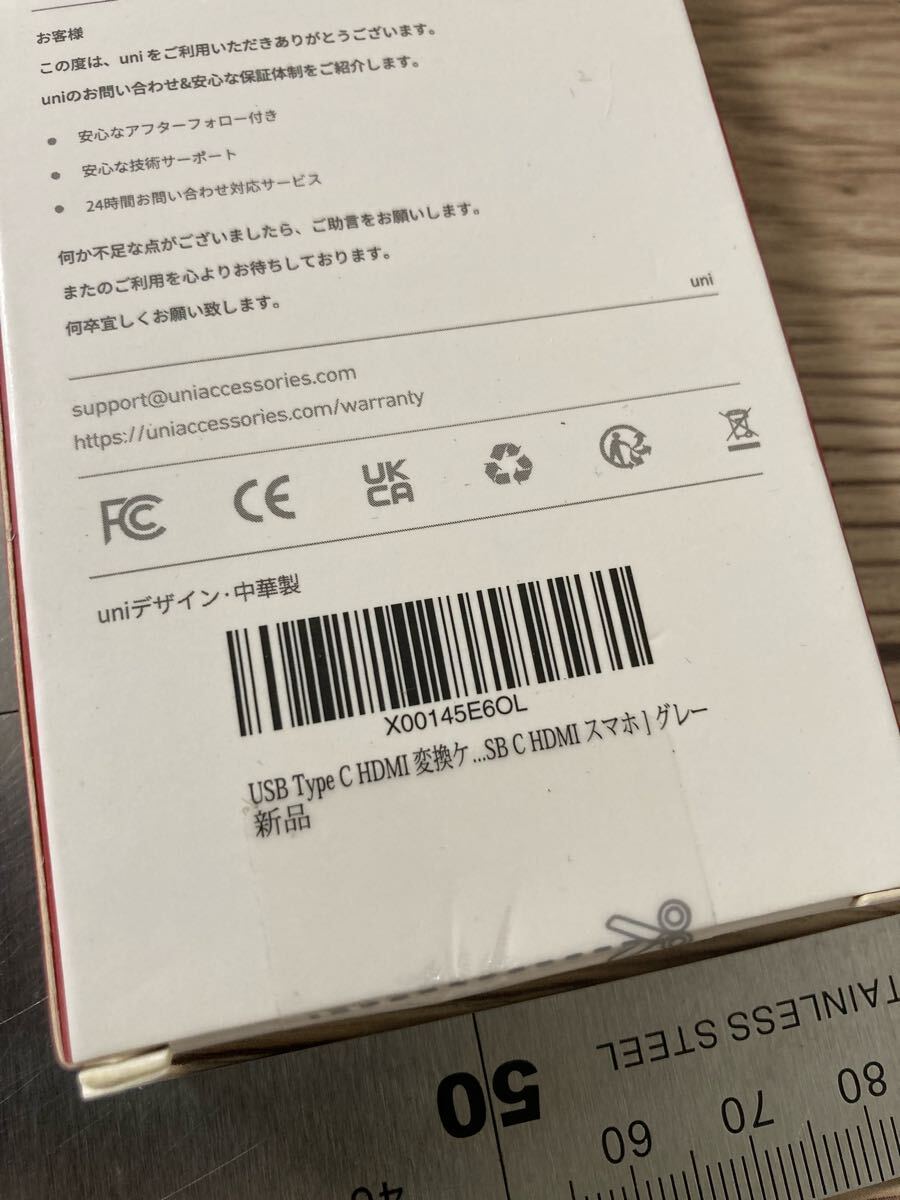 お客様
この度は、uni をご利用いただきありがとうございます。
uniのお問い合わせ&安心な保証体制をご紹介します。
● 安心なアフターフォロー付き
● 安心な技術サーポート
● 24時間お問い合わせ対応サービス
何か不足な点がございましたら、ご助言をお願いします。
またのご利用を心よりお待ちしております。
何卒宜しくお願い致します。
uni
support@uniaccessories.com
https://uniaccessories.com/warranty
FC CE UK
CA
uniデザイン·中華製
X00145E6OL
USB Type C HDMI 変換ケ...SB C HDMI スマホ] グレー
新品
TAINLESS STEEL
50
40 60 70 80